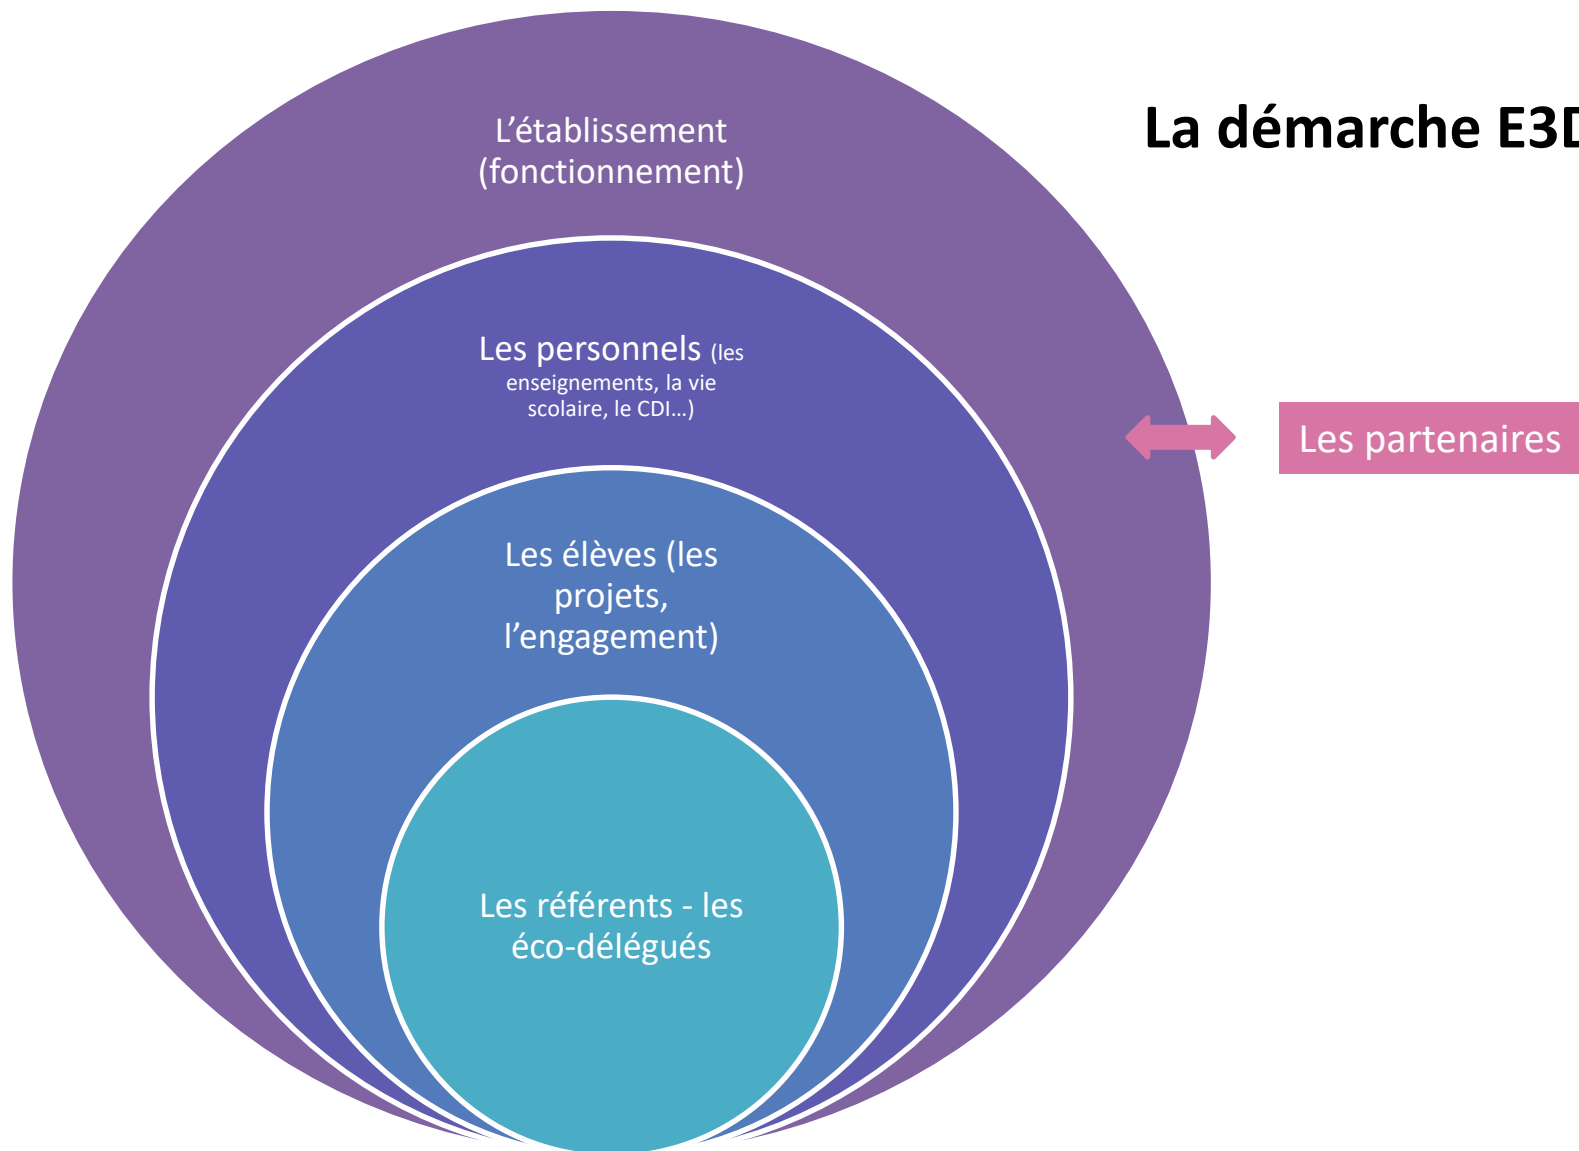 La démarche E3D
L’établissement
(fonctionnement)
Les personnels (les
enseignements, la vie
scolaire, le CDI…)
Les partenaires
Les élèves (les
projets,
l’engagement)
Les référents - les
éco-délégués